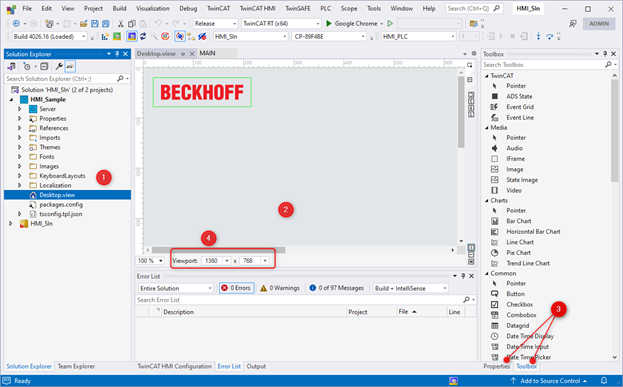 File Edit View Git Project Build Debug TwinCAT TwinCAT HMI TwinSAFE PLC Scope Tools Window Help Search (Ctrl+Q) HMI_Sln
Release TwinCAT RT (x64) Google Chrome ADMIN
Build 4026.16 (Loaded) HMI_Sln CP-89F4BE HMI_PLC
Solution Explorer
Search Solution Explorer (Ctrl+;)
Solution 'HMI_Sln' (2 of 2 projects)
HMI_Sample
Server
Properties
References
Imports
Themes
Fonts
Images
KeyboardLayouts
Localization
1
Desktop.view
packages.config
tsconfig.tpl.json
HMI_Sln
Solution Explorer Team Explorer
Desktop.view MAIN
BECKHOFF
2
4
100 % Viewport: 1360 x 768
Error List
Entire Solution 0 Errors 0 Warnings 0 of 97 Messages Build + IntelliSense
Search Error List
Description Project File Line
TwinCAT HMI Configuration Error List Output
Toolbox
Search Toolbox
TwinCAT
Pointer
ADS State
Event Grid
Event Line
Media
Pointer
Audio
IFrame
Image
State Image
Video
Charts
Pointer
Bar Chart
Horizontal Bar Chart
Line Chart
Pie Chart
Trend Line Chart
Common
Pointer
Button
Checkbox
Combobox
Datagrid
Date Time Display
Date Time Input
Date Time Picker
3
Properties Toolbox
Ready Add to Source Control